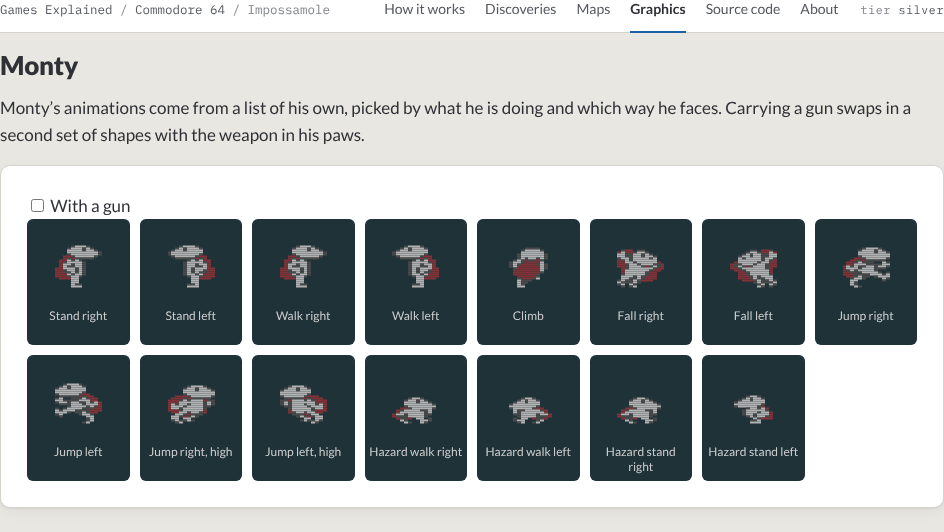 Games Explained / Commodore 64 / Impossamole
How it works Discoveries Maps Graphics Source code About tier silver
Monty
Monty’s animations come from a list of his own, picked by what he is doing and which way he faces. Carrying a gun swaps in a
second set of shapes with the weapon in his paws.
With a gun
Stand right
Stand left
Walk right
Walk left
Climb
Fall right
Fall left
Jump right
Jump left
Jump right, high
Jump left, high
Hazard walk right
Hazard walk left
Hazard stand
right
Hazard stand left